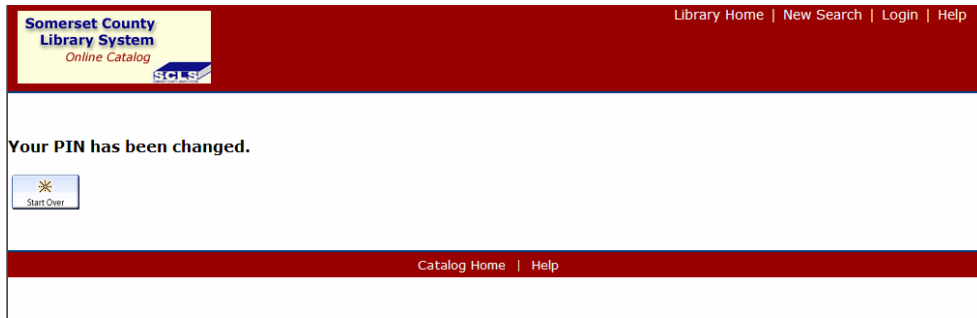 Somerset County
Library System
Online Catalog
SCLS
Library Home | New Search | Login | Help
Your PIN has been changed.
Start Over
Catalog Home | Help